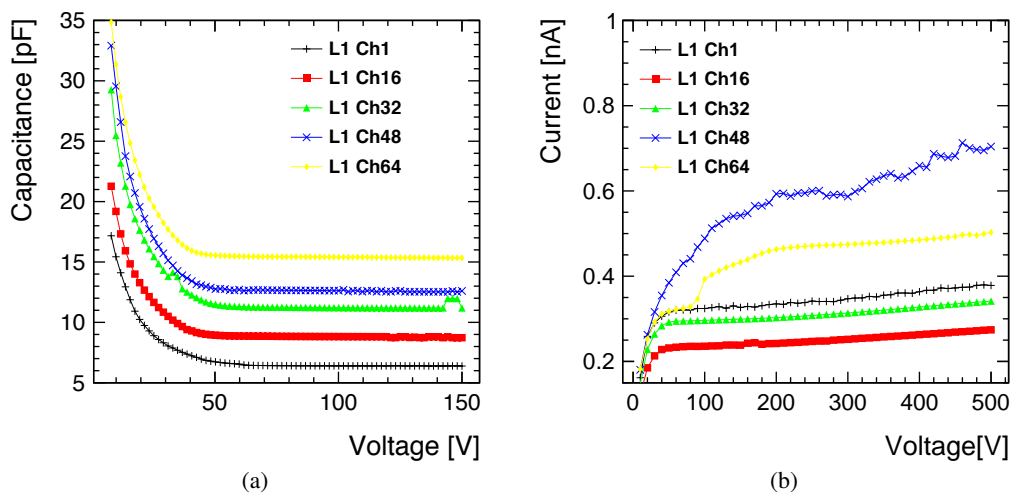 Capacitance [pF]
35
30
25
20
15
10
5
L1 Ch1
L1 Ch16
L1 Ch32
L1 Ch48
L1 Ch64
50
100
150
Voltage [V]
(a)
Current [nA]
1
0.8
0.6
0.4
0.2
L1 Ch1
L1 Ch16
L1 Ch32
L1 Ch48
L1 Ch64
0
100
200
300
400
500
Voltage[V]
(b)